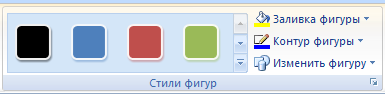 Заливка фигуры
Контур фигуры
Изменить фигуру
Стили фигур